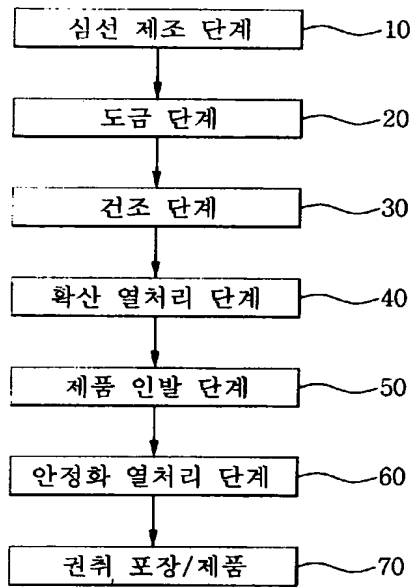 심선 제조 단계 10
도금 단계 20
건조 단계 30
확산 열처리 단계 40
제품 인발 단계 50
안정화 열처리 단계 60
권취 포장/제품 70